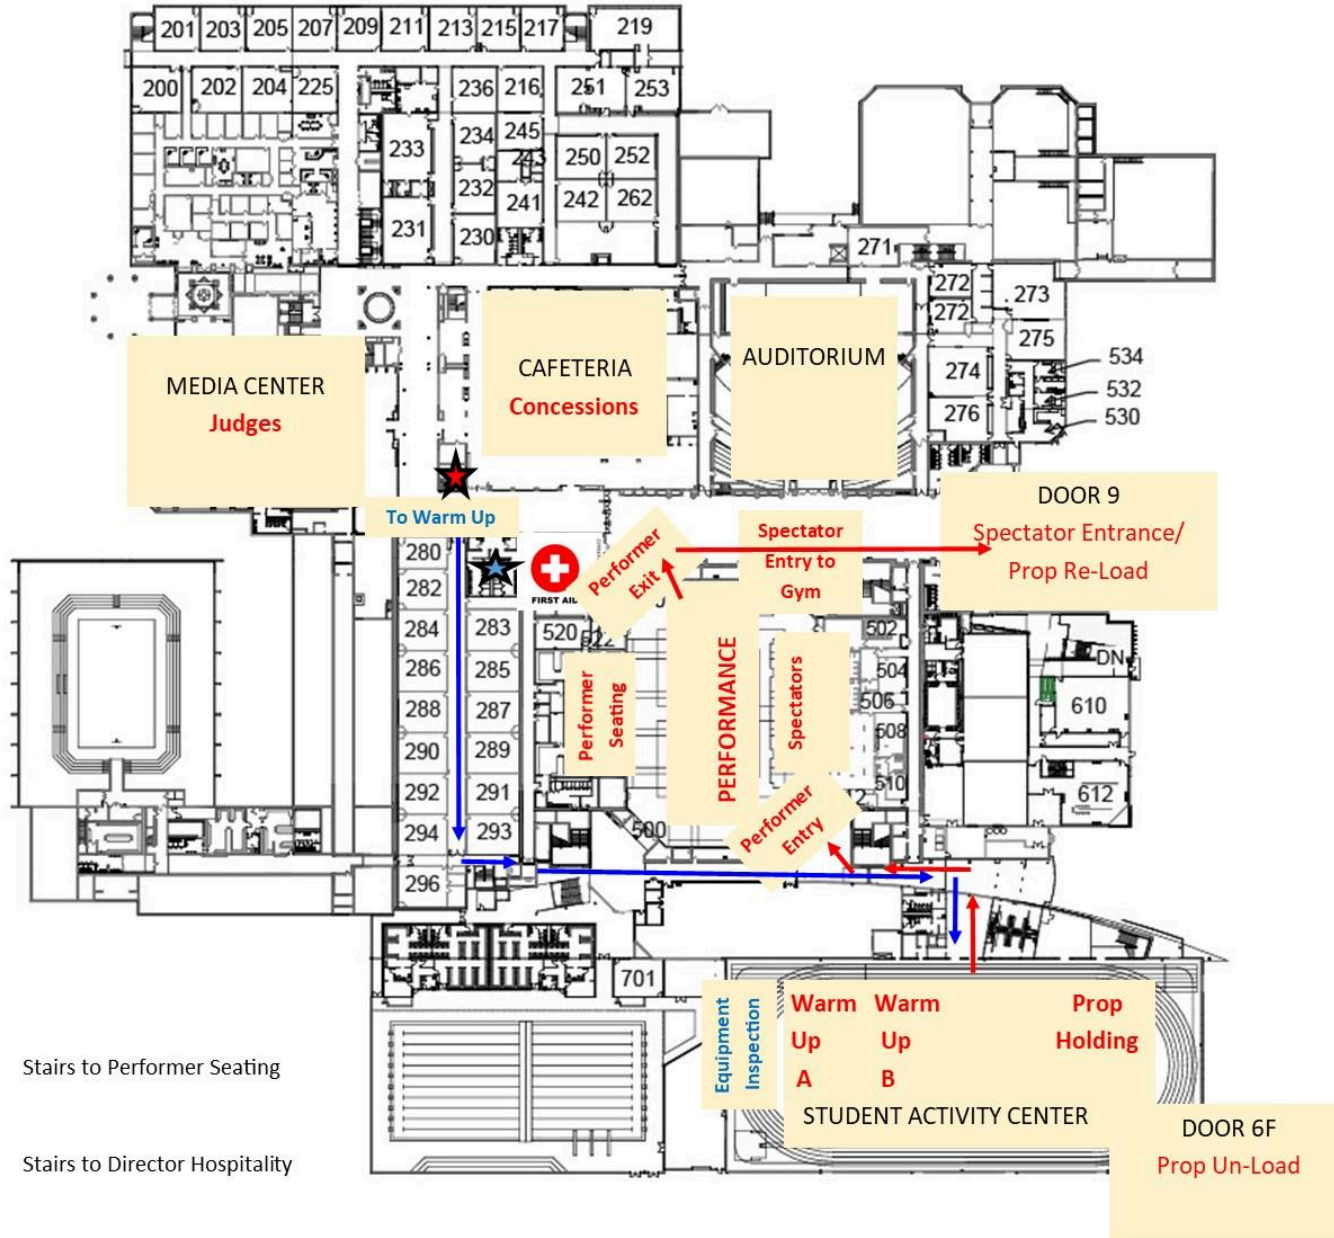 201 203 205 207 209 211 213 215 217 219
200 202 204 225 236 216 251 253
233 234 245 243 250 252
232 241 242 262
231 230
271
272 273
272
275
274 534
276 532
530
MEDIA CENTER
Judges
CAFETERIA
Concessions
AUDITORIUM
To Warm Up
DOOR 9
Spectator Entrance/
Prop Re-Load
Spectator
Entry to
Gym
Performer
Exit
FIRST AID
280
282
284 283
286 285
288 287
290 289
292 291
294 293
296
520 522
Performer
Seating
PERFORMANCE
Spectators
502
504
506
508
510
DN
610
612
500
Performer
Entry
701
Equipment
Inspection
Warm
Up
A
Warm
Up
B
Prop
Holding
STUDENT ACTIVITY CENTER
DOOR 6F
Prop Un-Load
Stairs to Performer Seating
Stairs to Director Hospitality